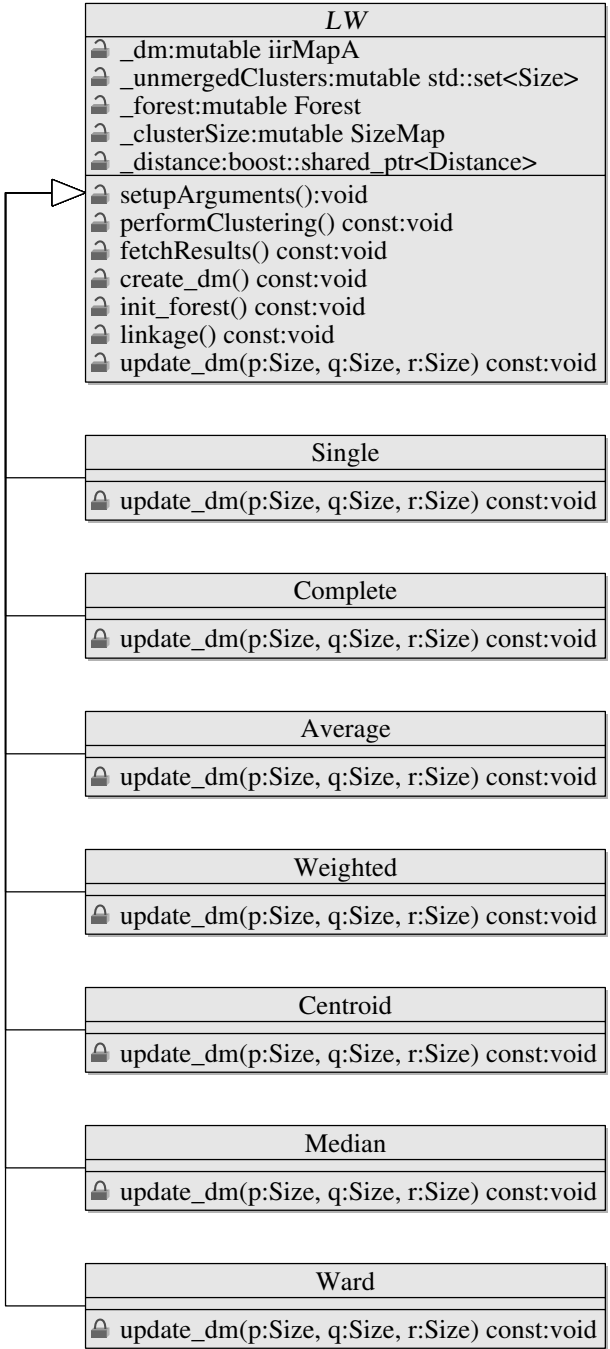 LW
_dm:mutable iirMapA
_unmergedClusters:mutable std::set<Size>
_forest:mutable Forest
_clusterSize:mutable SizeMap
_distance:boost::shared_ptr<Distance>
setupArguments():void
performClustering() const:void
fetchResults() const:void
create_dm() const:void
init_forest() const:void
linkage() const:void
update_dm(p:Size, q:Size, r:Size) const:void
Single
update_dm(p:Size, q:Size, r:Size) const:void
Complete
update_dm(p:Size, q:Size, r:Size) const:void
Average
update_dm(p:Size, q:Size, r:Size) const:void
Weighted
update_dm(p:Size, q:Size, r:Size) const:void
Centroid
update_dm(p:Size, q:Size, r:Size) const:void
Median
update_dm(p:Size, q:Size, r:Size) const:void
Ward
update_dm(p:Size, q:Size, r:Size) const:void